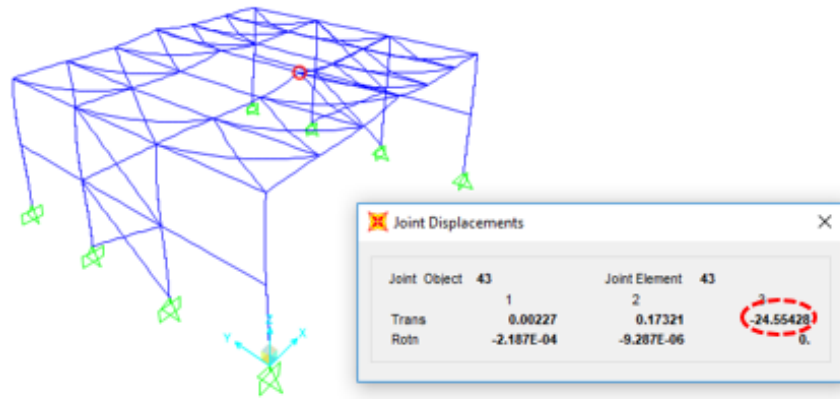 Joint Displacements
Joint Object 43 Joint Element 43
1 2 3
Trans 0.00227 0.17321 -24.55428
Rotn -2.187E-04 -9.287E-06 0.
Y X